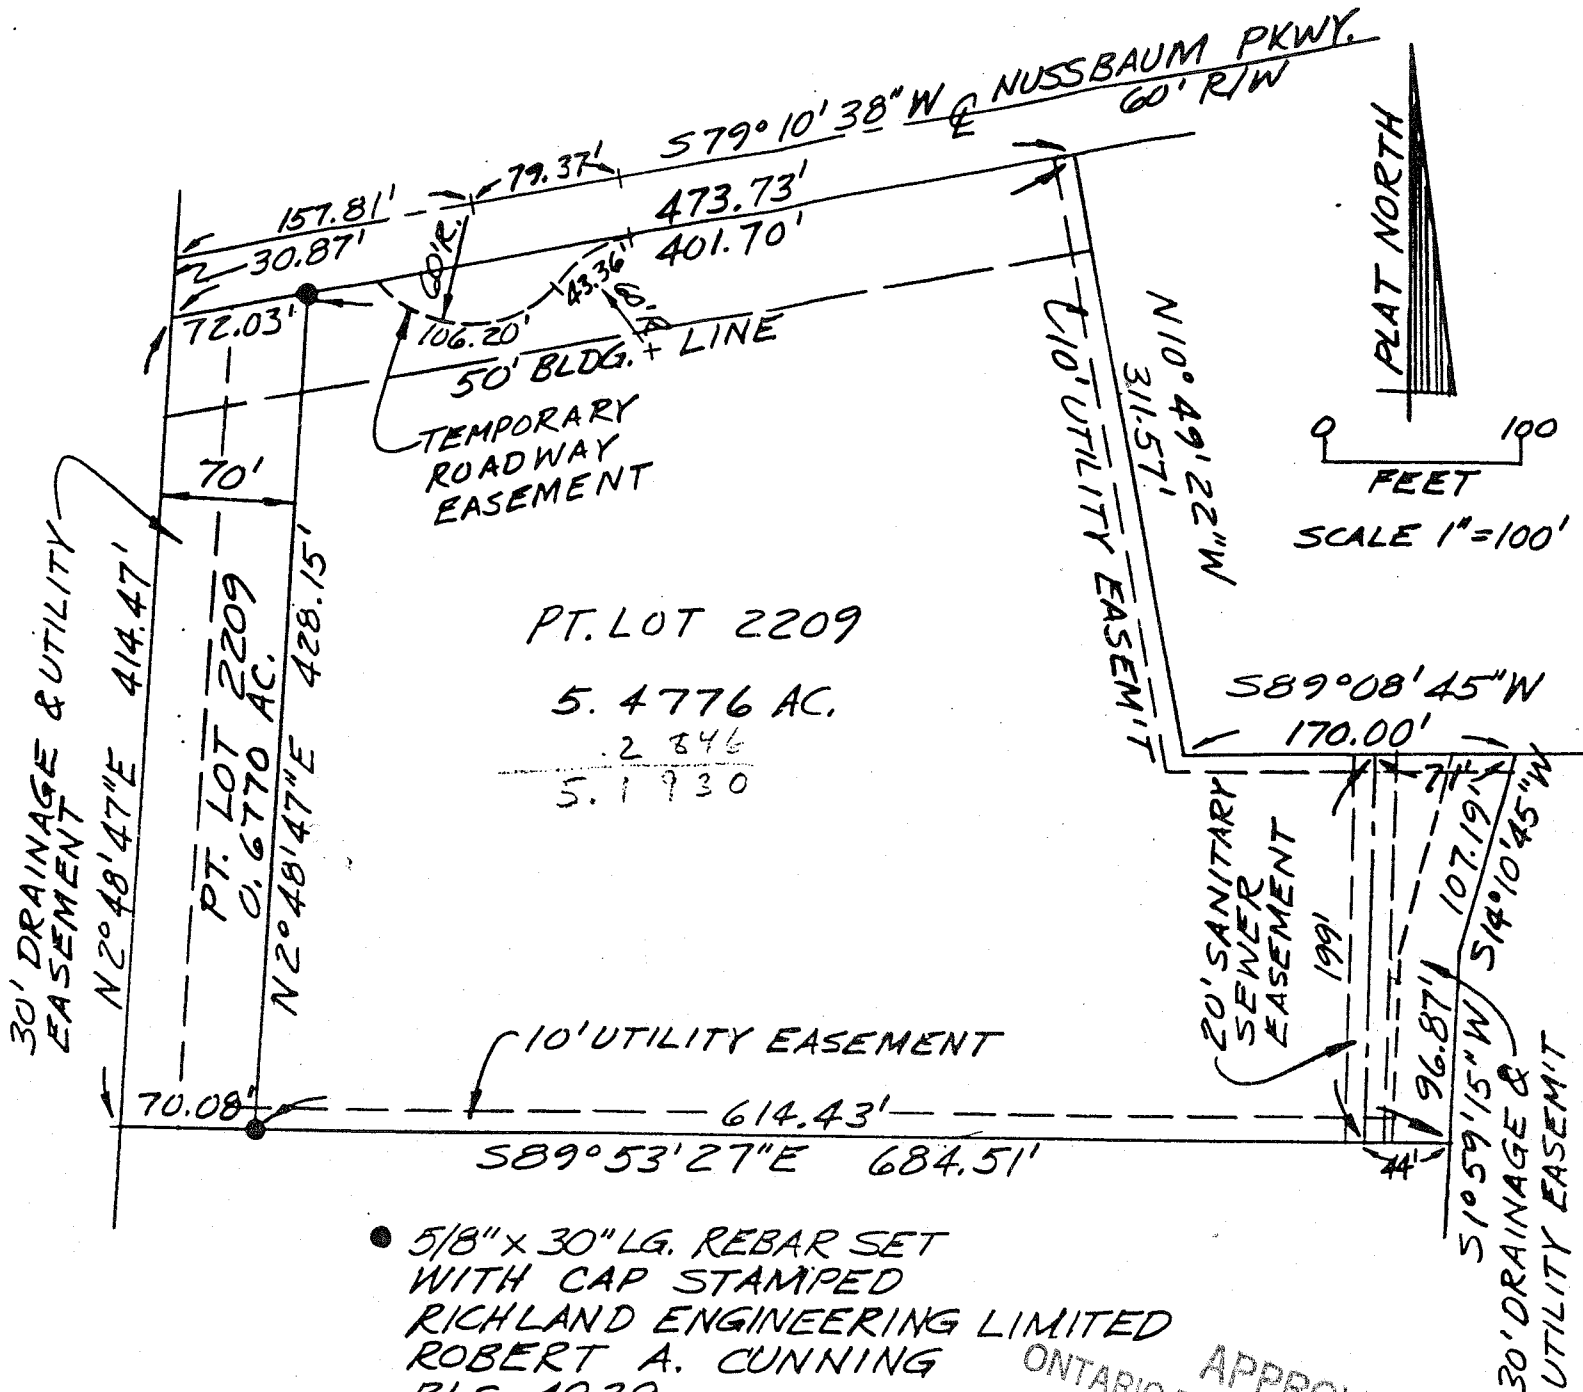 NUSSBAUM PKWY.
60' R/W
S79°10'38"W ℄
79.37'
157.81'
30.87'
473.73'
401.70'
60' R.
43.36'
72.03'
106.20'
50' BLDG. LINE
TEMPORARY
ROADWAY
EASEMENT
PLAT NORTH
0 100
FEET
SCALE 1"=100'
N10°49'22"W
311.57'
10' UTILITY EASEM'T
70'
30' DRAINAGE & UTILITY
EASEMENT
N2°48'47"E 414.47'
PT. LOT 2209
0.6770 AC.
N2°48'47"E 428.15'
PT. LOT 2209
5.4776 AC.
.2 846
5.1930
S89°08'45"W
170.00'
71'
107.19'
S14°10'45"W
20' SANITARY
SEWER
EASEMENT
199'
96.87'
S1°59'15"W
30' DRAINAGE &
UTILITY EASEM'T
10' UTILITY EASEMENT
70.08'
614.43'
S89°53'27"E 684.51'
44'
5/8" X 30" LG. REBAR SET
WITH CAP STAMPED
RICHLAND ENGINEERING LIMITED
ROBERT A. CUNNING
ONTARIO